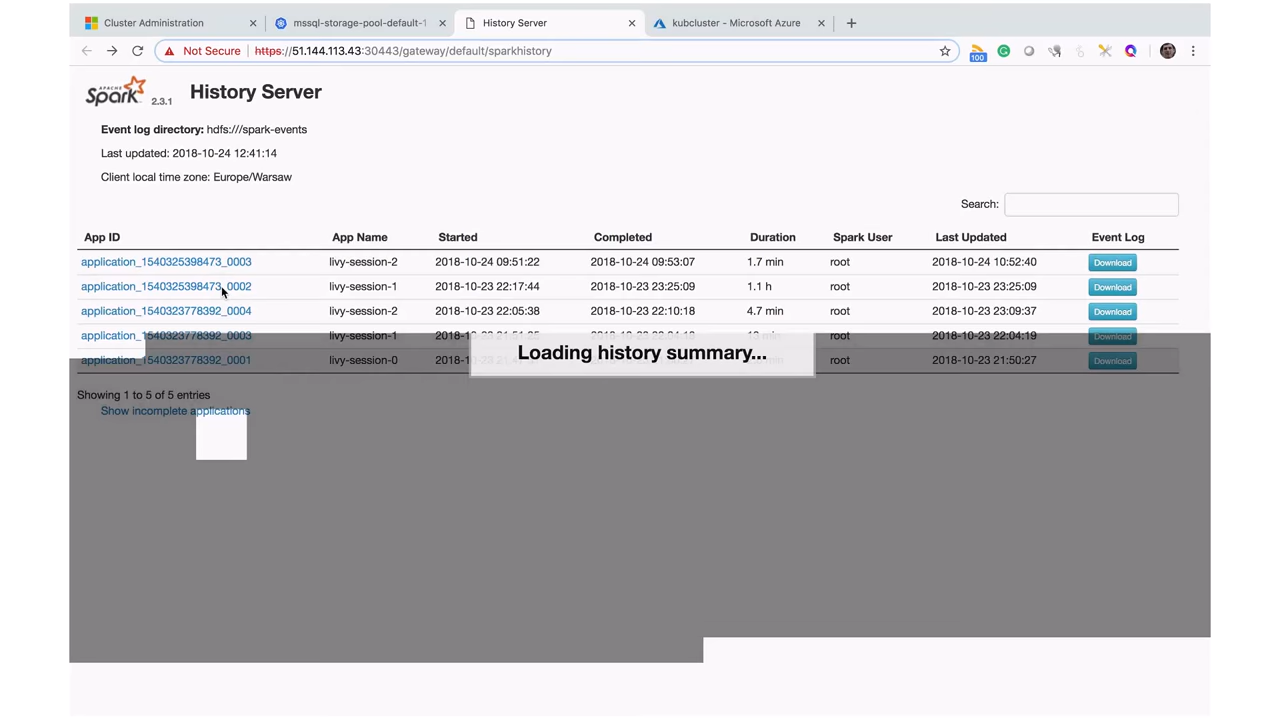 Cluster Administration
mssql-storage-pool-default-1
History Server
kubcluster - Microsoft Azure
Not Secure https://51.144.113.43:30443/gateway/default/sparkhistory
100
APACHE Spark 2.3.1 History Server
Event log directory: hdfs:///spark-events
Last updated: 2018-10-24 12:41:14
Client local time zone: Europe/Warsaw
Search:
App ID App Name Started Completed Duration Spark User Last Updated Event Log
application_1540325398473_0003 livy-session-2 2018-10-24 09:51:22 2018-10-24 09:53:07 1.7 min root 2018-10-24 10:52:40 Download
application_1540325398473_0002 livy-session-1 2018-10-23 22:17:44 2018-10-23 23:25:09 1.1 h root 2018-10-23 23:25:09 Download
application_1540323778392_0004 livy-session-2 2018-10-23 22:05:38 2018-10-23 22:10:18 4.7 min root 2018-10-23 23:09:37 Download
application_1540323778392_0003 livy-session-1 root 2018-10-23 22:04:19 Download
Loading history summary...
application_1540323778392_0001 livy-session-0 root 2018-10-23 21:50:27 Download
Showing 1 to 5 of 5 entries
Show incomplete applications